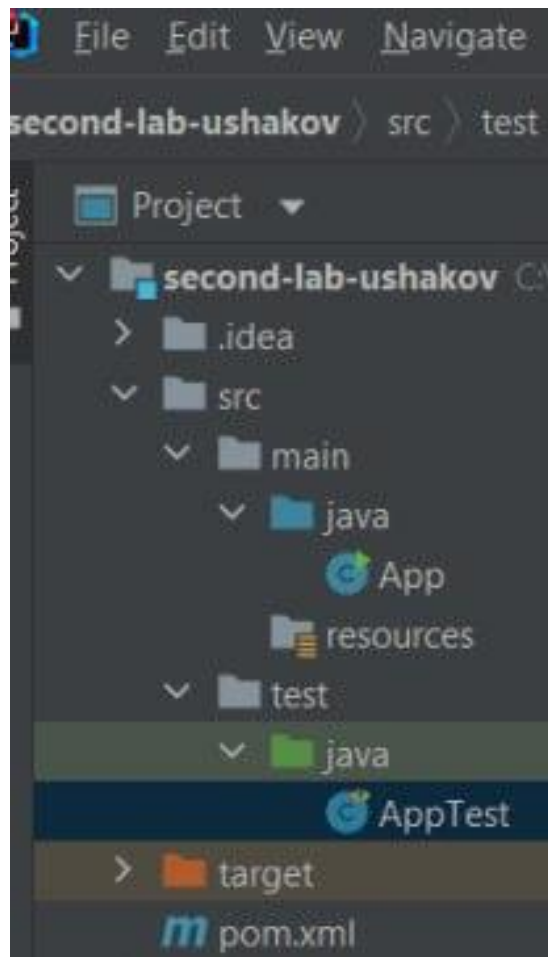 File Edit View Navigate
second-lab-ushakov src test
Project
second-lab-ushakov C:\
.idea
src
main
java
App
resources
test
java
AppTest
target
pom.xml